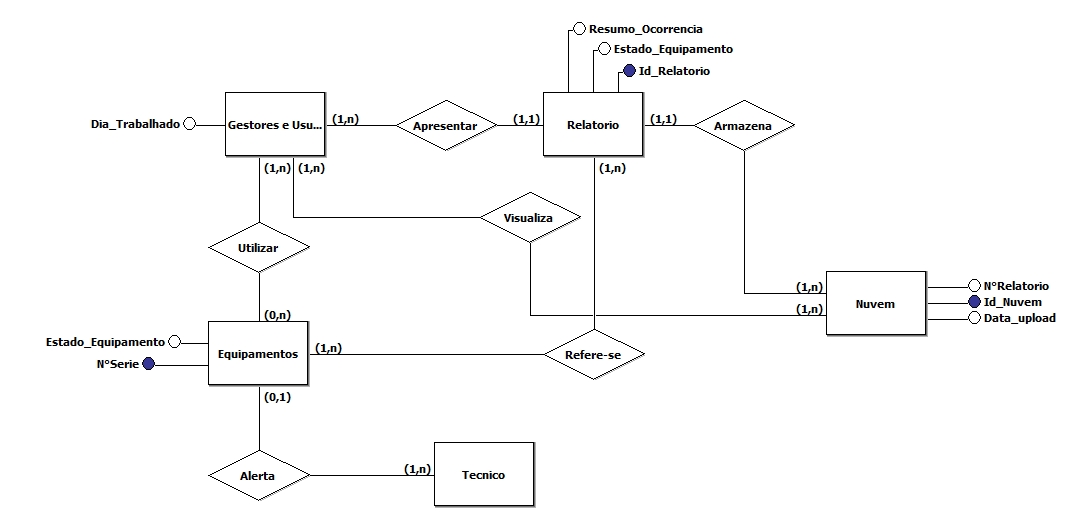 Resumo_Ocorrencia
Estado_Equipamento
Id_Relatorio
Dia_Trabalhado
Gestores e Usu...
(1,n)
Apresentar
(1,1)
Relatorio
(1,1)
Armazena
(1,n)
(1,n)
(1,n)
Visualiza
Utilizar
(1,n)
(1,n)
Nuvem
N°Relatorio
Id_Nuvem
Data_upload
(0,n)
Estado_Equipamento
N°Serie
Equipamentos
(1,n)
Refere-se
(0,1)
Alerta
(1,n)
Tecnico